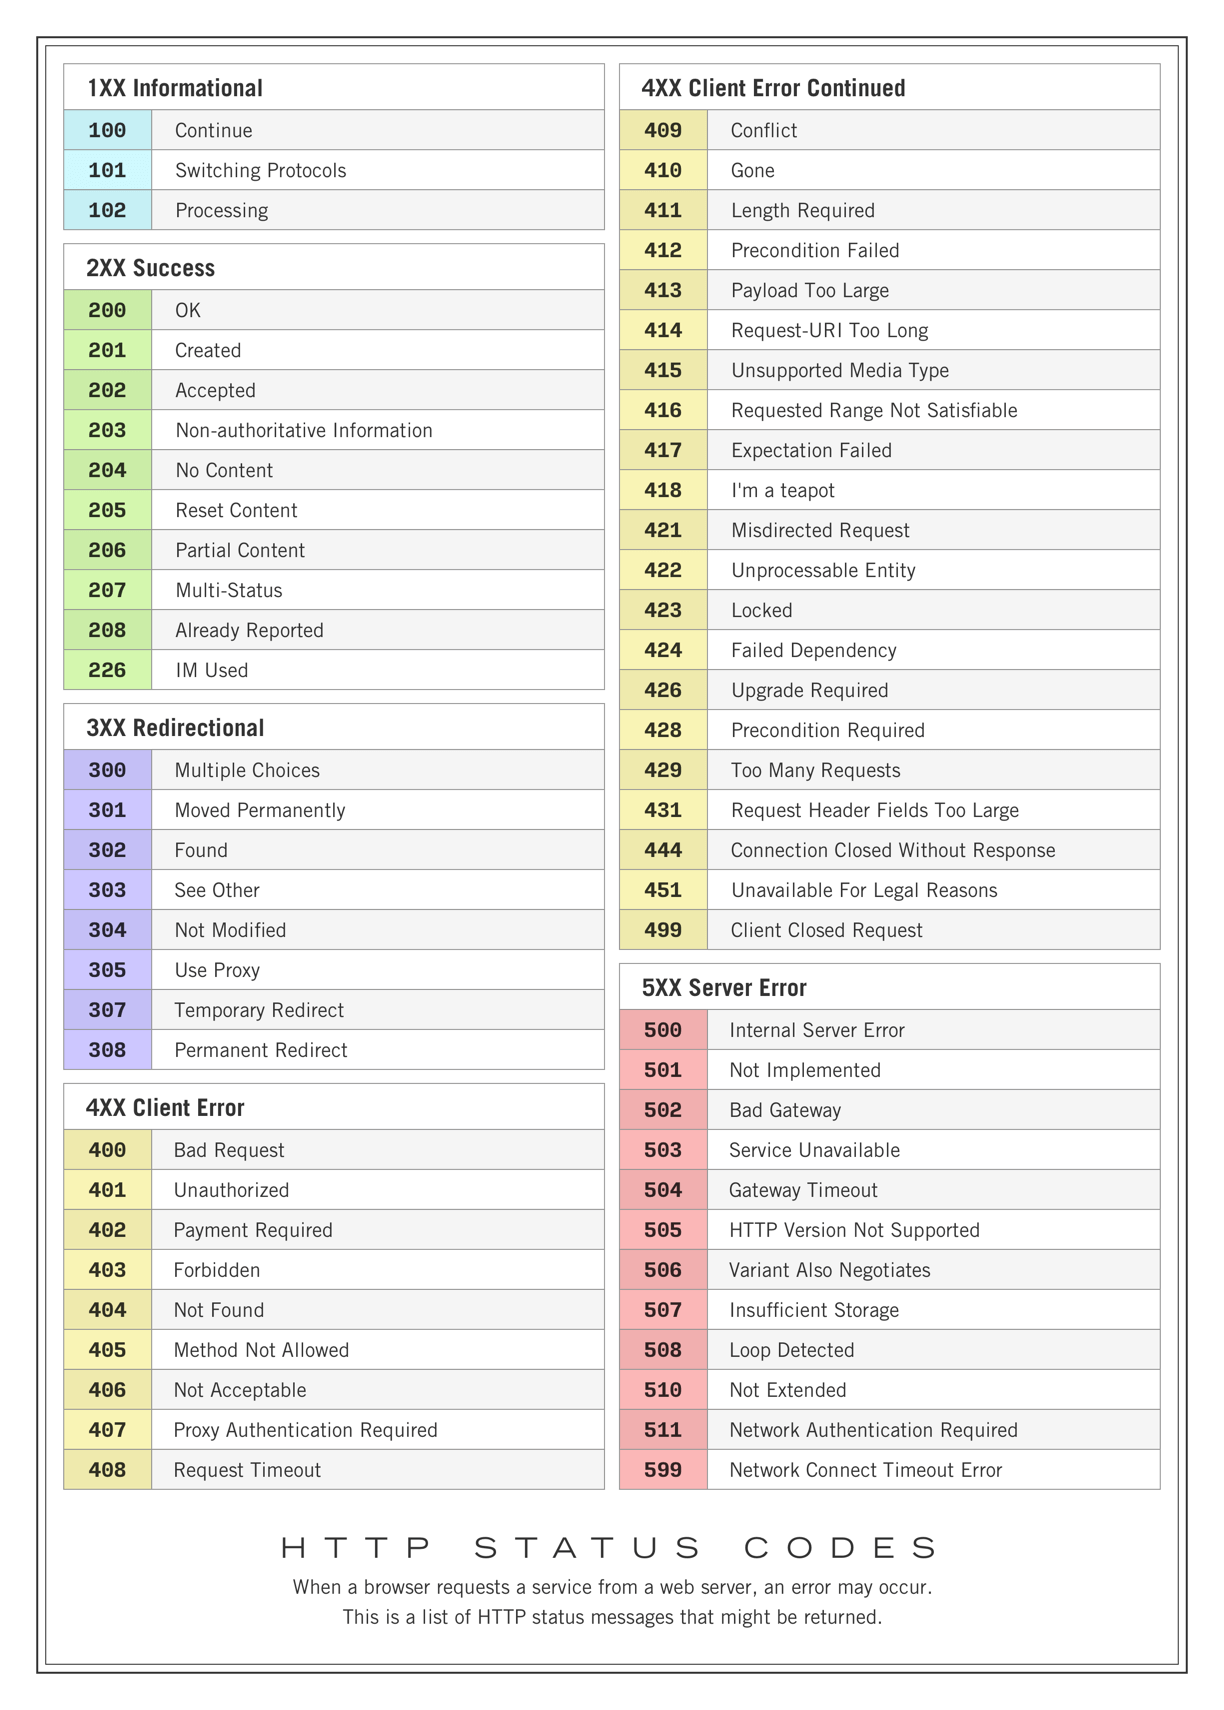 1XX Informational
100 Continue
101 Switching Protocols
102 Processing
2XX Success
200 OK
201 Created
202 Accepted
203 Non-authoritative Information
204 No Content
205 Reset Content
206 Partial Content
207 Multi-Status
208 Already Reported
226 IM Used
3XX Redirectional
300 Multiple Choices
301 Moved Permanently
302 Found
303 See Other
304 Not Modified
305 Use Proxy
307 Temporary Redirect
308 Permanent Redirect
4XX Client Error
400 Bad Request
401 Unauthorized
402 Payment Required
403 Forbidden
404 Not Found
405 Method Not Allowed
406 Not Acceptable
407 Proxy Authentication Required
408 Request Timeout
4XX Client Error Continued
409 Conflict
410 Gone
411 Length Required
412 Precondition Failed
413 Payload Too Large
414 Request-URI Too Long
415 Unsupported Media Type
416 Requested Range Not Satisfiable
417 Expectation Failed
418 I'm a teapot
421 Misdirected Request
422 Unprocessable Entity
423 Locked
424 Failed Dependency
426 Upgrade Required
428 Precondition Required
429 Too Many Requests
431 Request Header Fields Too Large
444 Connection Closed Without Response
451 Unavailable For Legal Reasons
499 Client Closed Request
5XX Server Error
500 Internal Server Error
501 Not Implemented
502 Bad Gateway
503 Service Unavailable
504 Gateway Timeout
505 HTTP Version Not Supported
506 Variant Also Negotiates
507 Insufficient Storage
508 Loop Detected
510 Not Extended
511 Network Authentication Required
599 Network Connect Timeout Error
HTTP STATUS CODES
When a browser requests a service from a web server, an error may occur.
This is a list of HTTP status messages that might be returned.